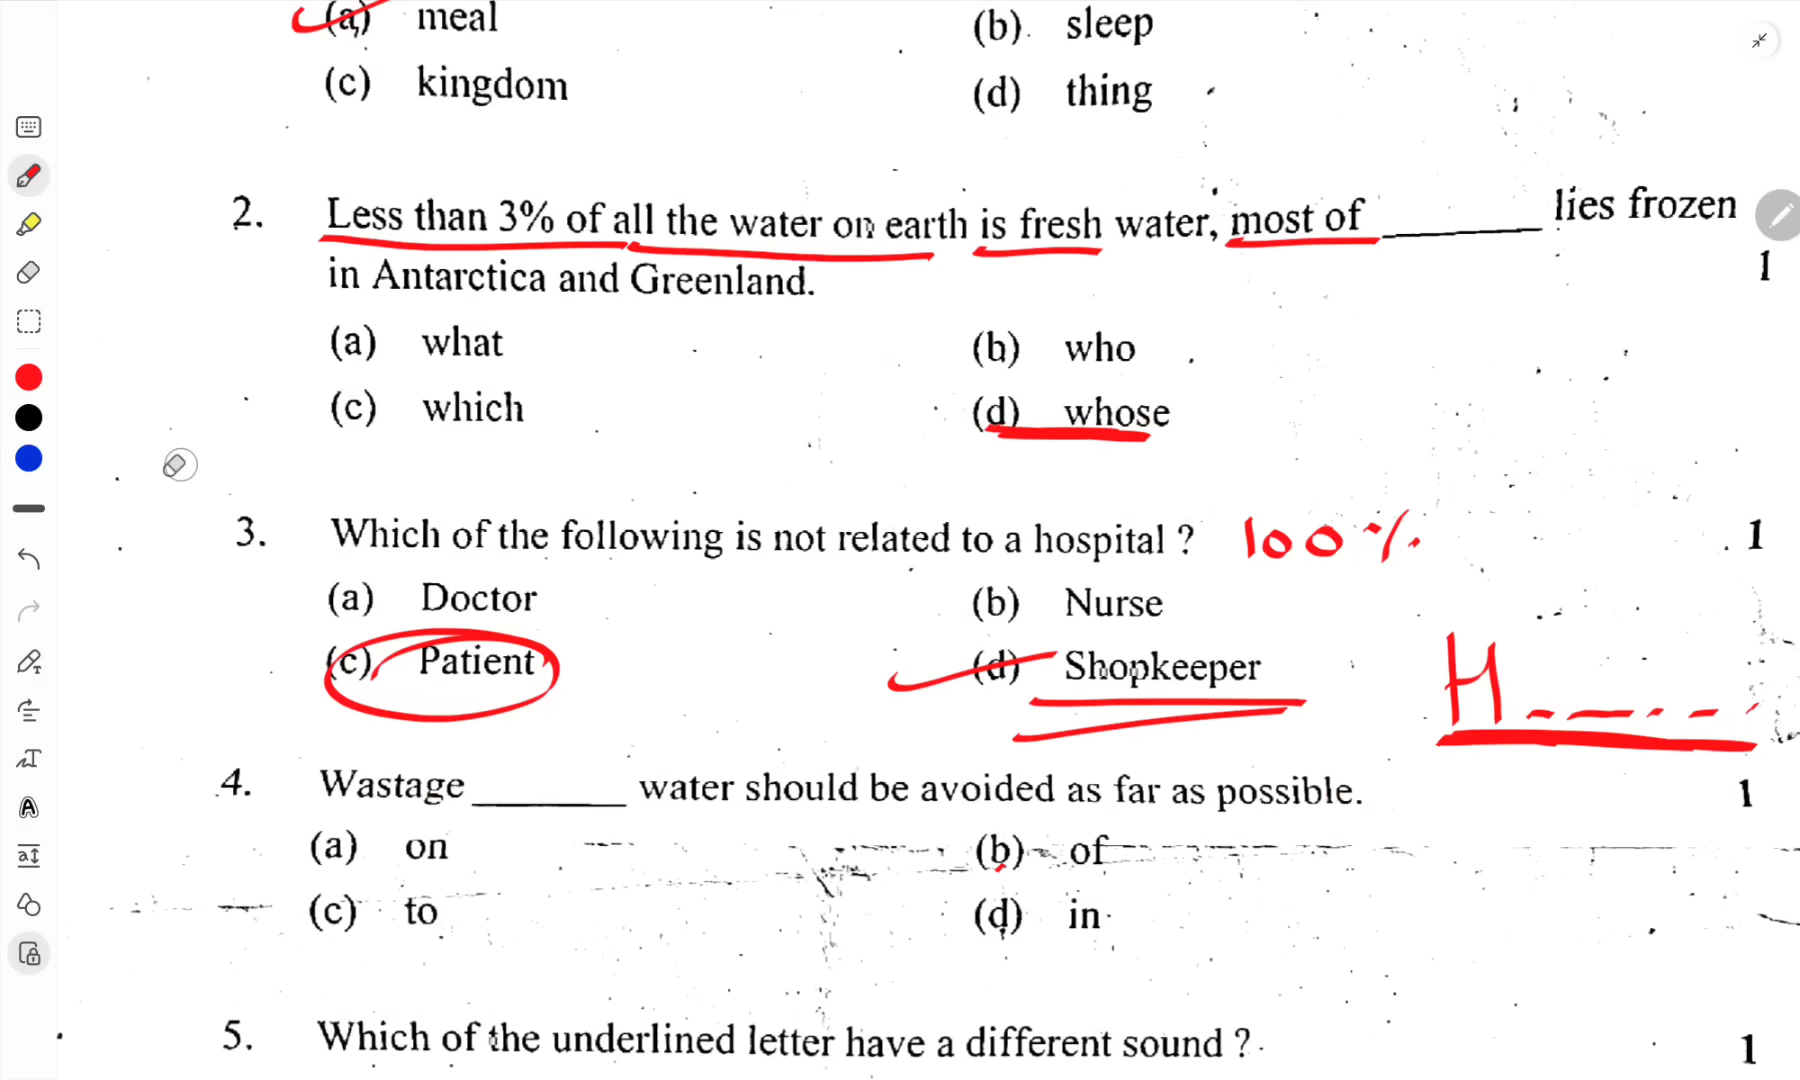 (a) meal (b) sleep
(c) kingdom (d) thing
2. Less than 3% of all the water on earth is fresh water, most of ______ lies frozen
in Antarctica and Greenland. 1
(a) what (b) who
(c) which (d) whose
3. Which of the following is not related to a hospital ? 100% 1
(a) Doctor (b) Nurse
(c) Patient (d) Shopkeeper
H
4. Wastage ______ water should be avoided as far as possible. 1
(a) on (b) of
(c) to (d) in
5. Which of the underlined letter have a different sound ? 1